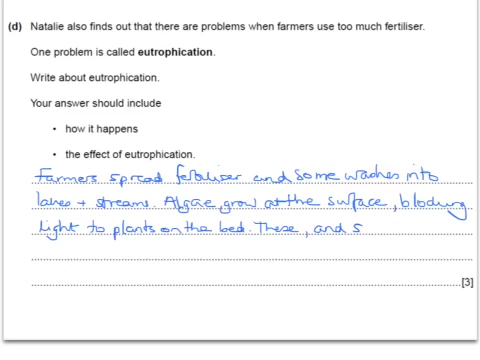 (d) Natalie also finds out that there are problems when farmers use too much fertiliser.
One problem is called eutrophication.
Write about eutrophication.
Your answer should include
• how it happens
• the effect of eutrophication.
Farmers spread fertiliser and some washes into
lakes + streams. Algae grow at the surface, blocking
light to plants on the bed. These, and s
[3]